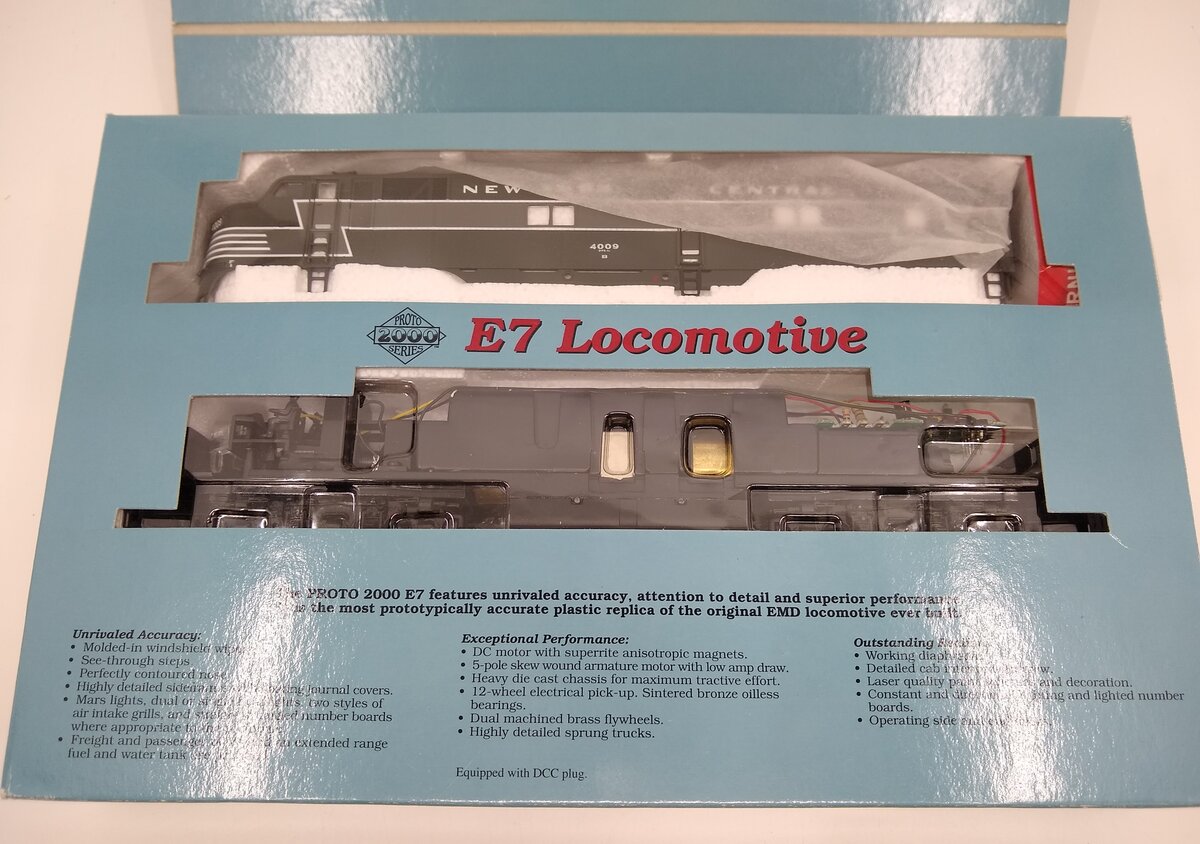 NEW CENTRAL
4009
B
PROTO
2000
SERIES
E7 Locomotive
PROTO 2000 E7 features unrivaled accuracy, attention to detail and superior performance
the most prototypically accurate plastic replica of the original EMD locomotive ever built.
Unrivaled Accuracy:
• Molded-in windshield
• See-through steps
• Perfectly contoured
• Highly detailed journal covers.
• Mars lights, dual or two styles of
air intake grills, and number boards
where appropriate
• Freight and passenger extended range
fuel and water tank
Exceptional Performance:
• DC motor with superrite anisotropic magnets.
• 5-pole skew wound armature motor with low amp draw.
• Heavy die cast chassis for maximum tractive effort.
• 12-wheel electrical pick-up. Sintered bronze oilless
bearings.
• Dual machined brass flywheels.
• Highly detailed sprung trucks.
Equipped with DCC plug.
Outstanding
• Working
• Detailed cab
• Laser quality and decoration.
• Constant and lighting and lighted number
boards.
• Operating side